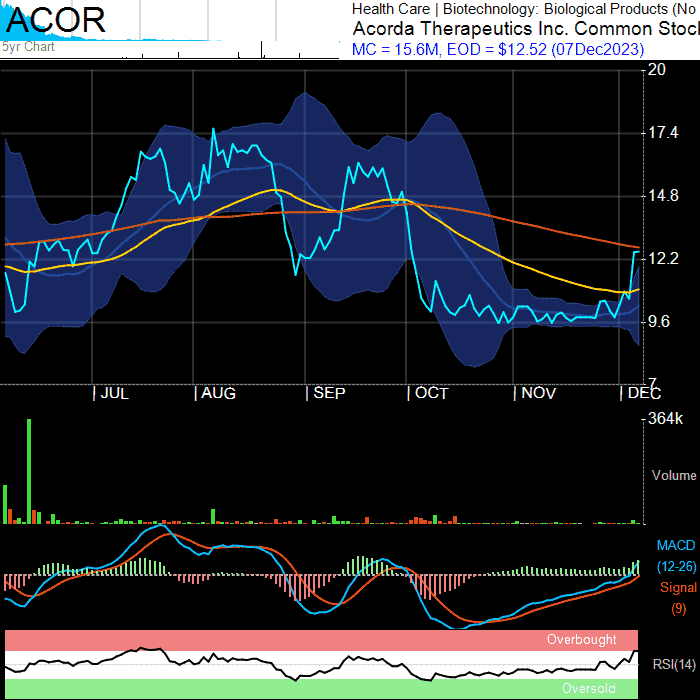 ACOR
5yr Chart
Health Care | Biotechnology: Biological Products (No
Acorda Therapeutics Inc. Common Stoc
MC = 15.6M, EOD = $12.52 (07Dec2023)
20
17.4
14.8
12.2
9.6
7
| JUL | AUG | SEP | OCT | NOV | DEC
364k
Volume
MACD
(12-26)
Signal
(9)
Overbought
RSI(14)
Oversold